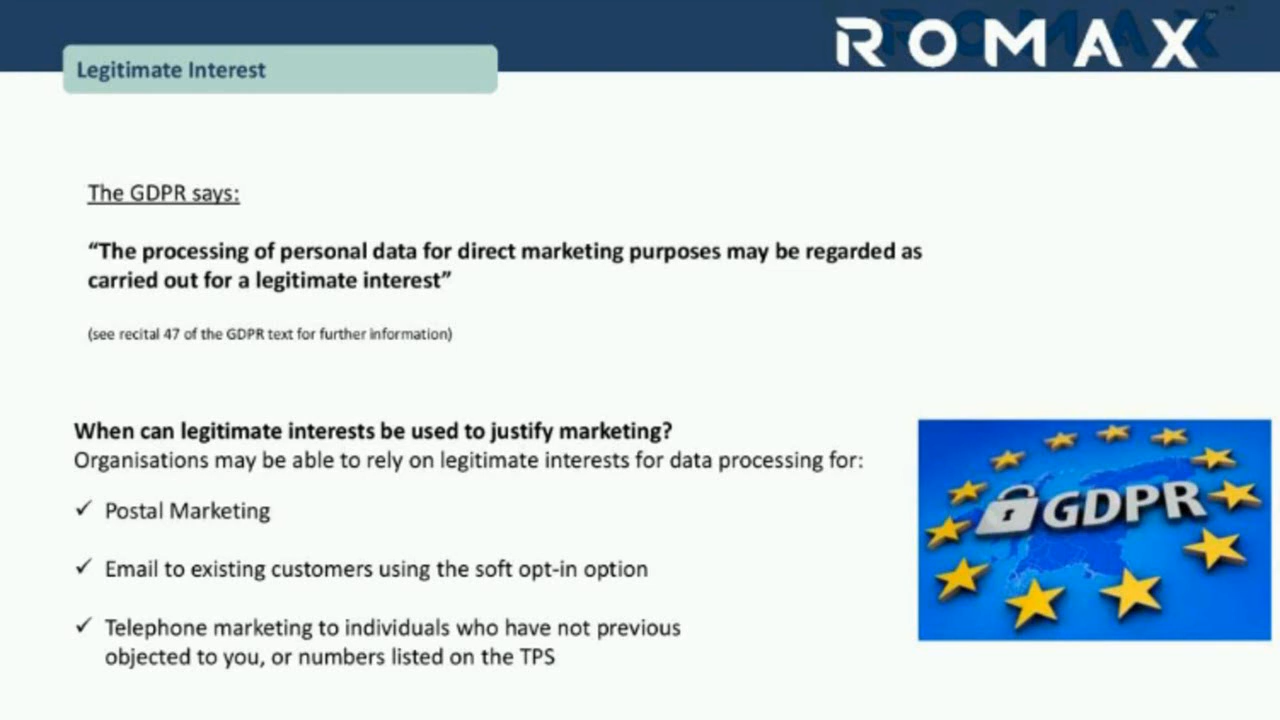 ROMAX
Legitimate Interest
The GDPR says:
“The processing of personal data for direct marketing purposes may be regarded as
carried out for a legitimate interest”
(see recital 47 of the GDPR text for further information)
When can legitimate interests be used to justify marketing?
Organisations may be able to rely on legitimate interests for data processing for:
✓ Postal Marketing
✓ Email to existing customers using the soft opt-in option
✓ Telephone marketing to individuals who have not previous
objected to you, or numbers listed on the TPS
GDPR